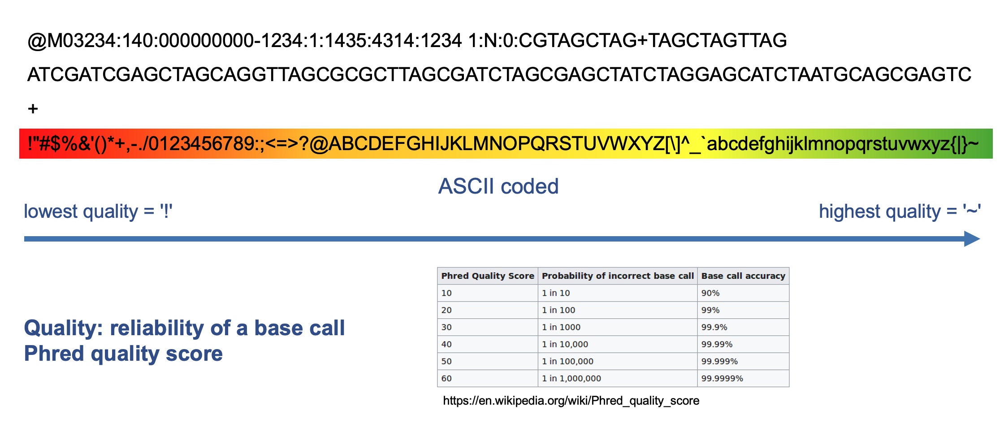 @M03234:140:000000000-1234:1:1435:4314:1234 1:N:0:CGTAGCTAG+TAGCTAGTTAG
ATCGATCGAGCTAGCAGGTTAGCGCGCTTAGCGATCTAGCGAGCTATCTAGGAGCATCTAATGCAGCGAGTC
+
!"#$%&'()*+,-./0123456789:;<=>?@ABCDEFGHIJKLMNOPQRSTUVWXYZ[\]^_`abcdefghijklmnopqrstuvwxyz{|}~
ASCII coded
lowest quality = '!' highest quality = '~'
Phred Quality Score Probability of incorrect base call Base call accuracy
10 1 in 10 90%
20 1 in 100 99%
30 1 in 1000 99.9%
40 1 in 10,000 99.99%
50 1 in 100,000 99.999%
60 1 in 1,000,000 99.9999%
Quality: reliability of a base call
Phred quality score
https://en.wikipedia.org/wiki/Phred_quality_score